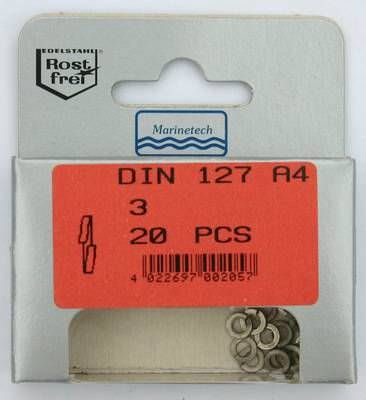 EDELSTAHL
Rost
frei
Marinetech
DIN 127 A4
3
20 PCS
4 022697 002057